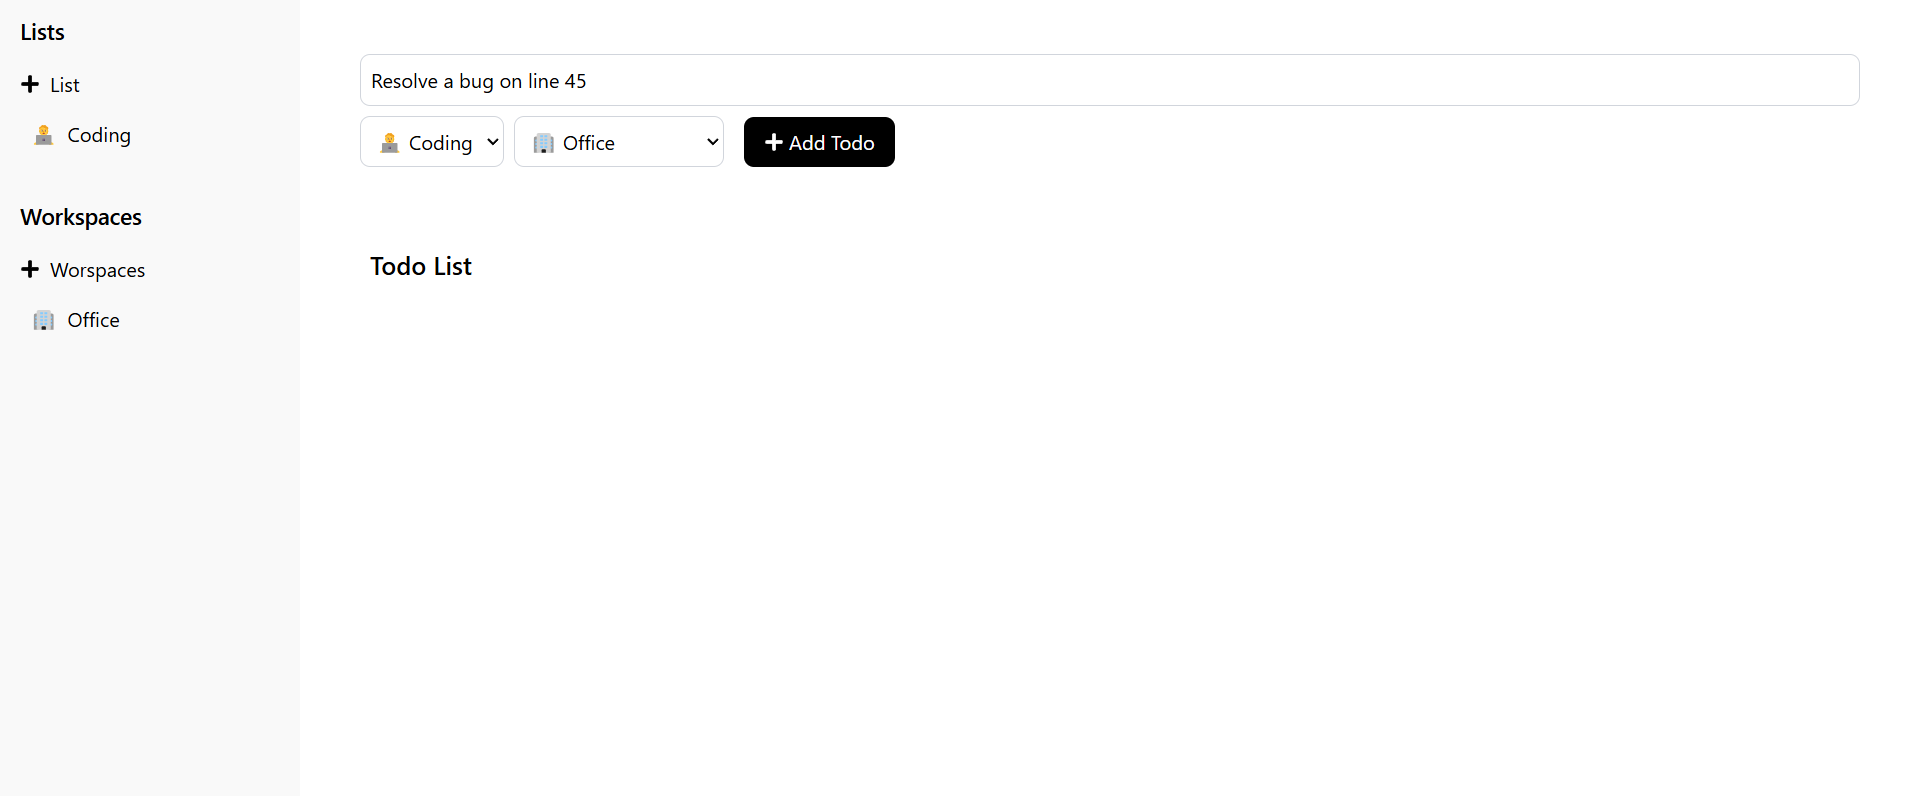 Lists
List
Coding
Workspaces
Worspaces
Office
Resolve a bug on line 45
Coding
Office
Add Todo
Todo List